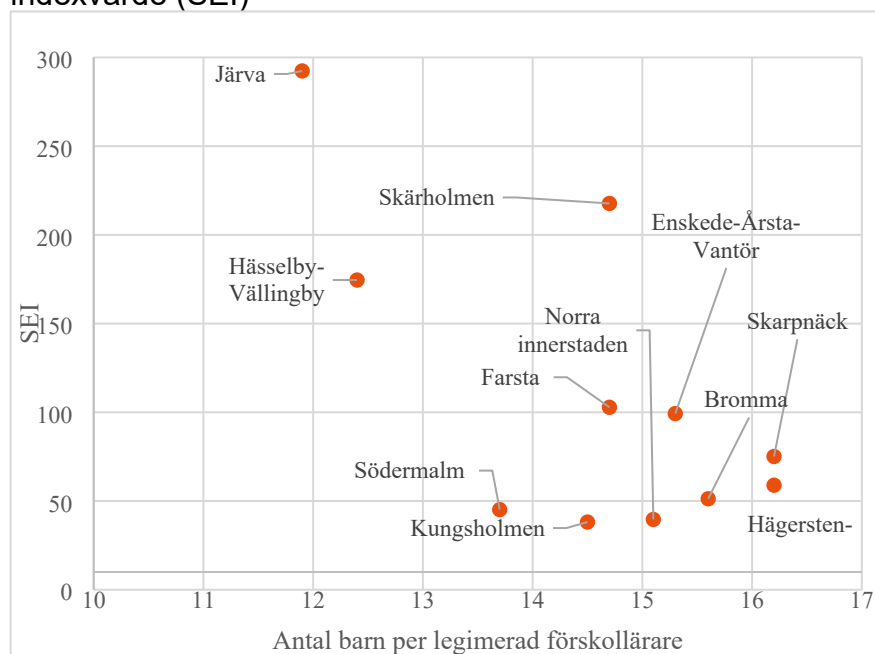 indexvärde (SEI)
300
250
200
150
100
50
0
SEI
Järva
Skärholmen
Enskede-Årsta-
Vantör
Hässelby-
Vällingby
Norra
innerstaden
Skarpnäck
Farsta
Bromma
Södermalm
Kungsholmen
Hägersten-
10 11 12 13 14 15 16 17
Antal barn per legimerad förskollärare